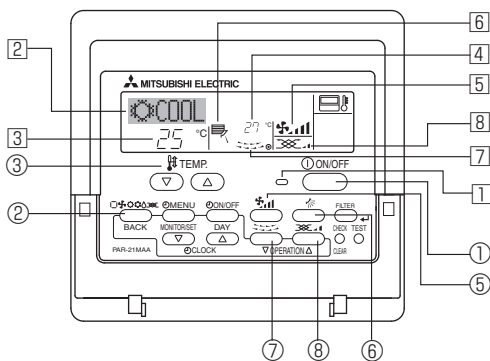 6
2
4
5
MITSUBISHI ELECTRIC
COOL
27 °C
3
25 °C
8
7
③
TEMP.
ON/OFF
1
②
MENU
ON/OFF
FILTER
BACK
MONITOR/SET
DAY
CHECK TEST
①
PAR-21MAA
CLOCK
OPERATION
CLEAR
⑤
⑦
⑧
⑥